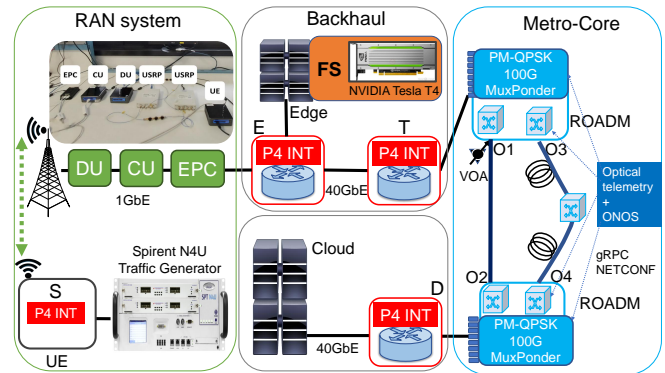 RAN system
EPC
CU
DU
USRP
USRP
UE
DU
CU
EPC
1GbE
Spirent N4U
Traffic Generator
S
P4 INT
UE
Backhaul
FS
NVIDIA Tesla T4
Edge
E
T
P4 INT
P4 INT
40GbE
Cloud
D
P4 INT
40GbE
Metro-Core
PM-QPSK
100G
MuxPonder
ROADM
O1
O3
VOA
Optical
telemetry
+
ONOS
gRPC
NETCONF
O2
O4
ROADM
PM-QPSK
100G
MuxPonder